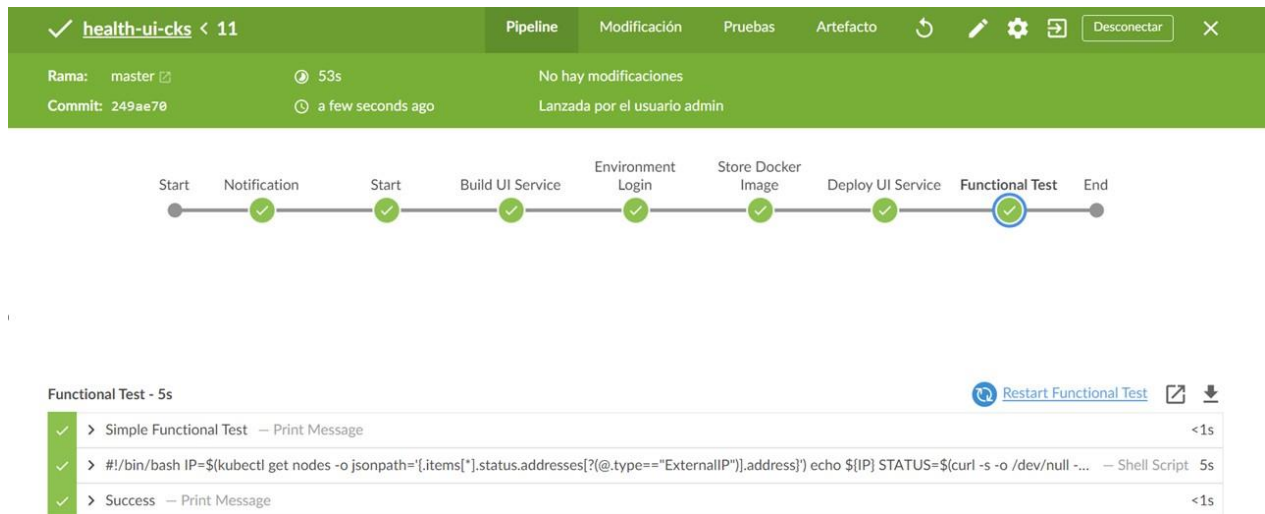 health-ui-cks < 11 Pipeline Modificación Pruebas Artefacto Desconectar
Rama: master 53s No hay modificaciones
Commit: 249ae70 a few seconds ago Lanzada por el usuario admin
Start Notification Start Build UI Service Environment Login Store Docker Image Deploy UI Service Functional Test End
Functional Test - 5s Restart Functional Test
> Simple Functional Test — Print Message <1s
> #!/bin/bash IP=$(kubectl get nodes -o jsonpath='{.items[*].status.addresses[?(@.type=="ExternalIP")].address}') echo ${IP} STATUS=$(curl -s -o /dev/null -... — Shell Script 5s
> Success — Print Message <1s